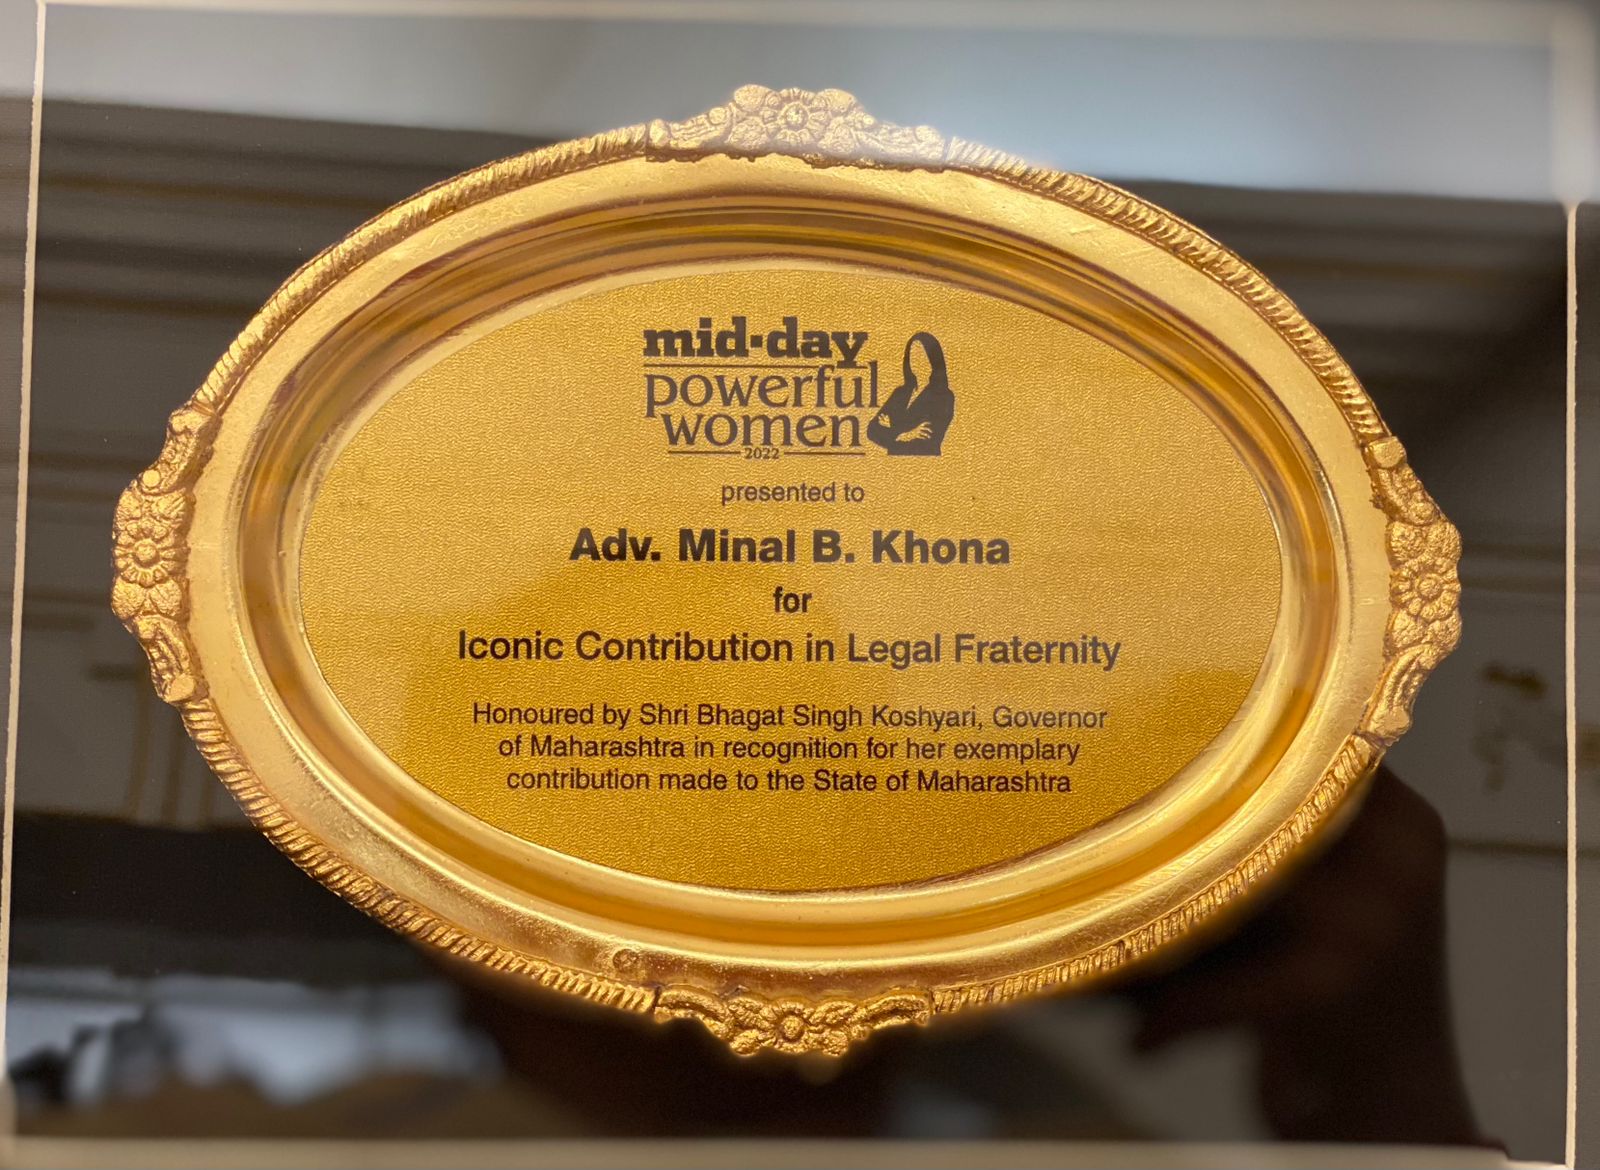 mid-day
powerful
women
2022
presented to
Adv. Minal B. Khona
for
Iconic Contribution in Legal Fraternity
Honoured by Shri Bhagat Singh Koshyari, Governor
of Maharashtra in recognition for her exemplary
contribution made to the State of Maharashtra